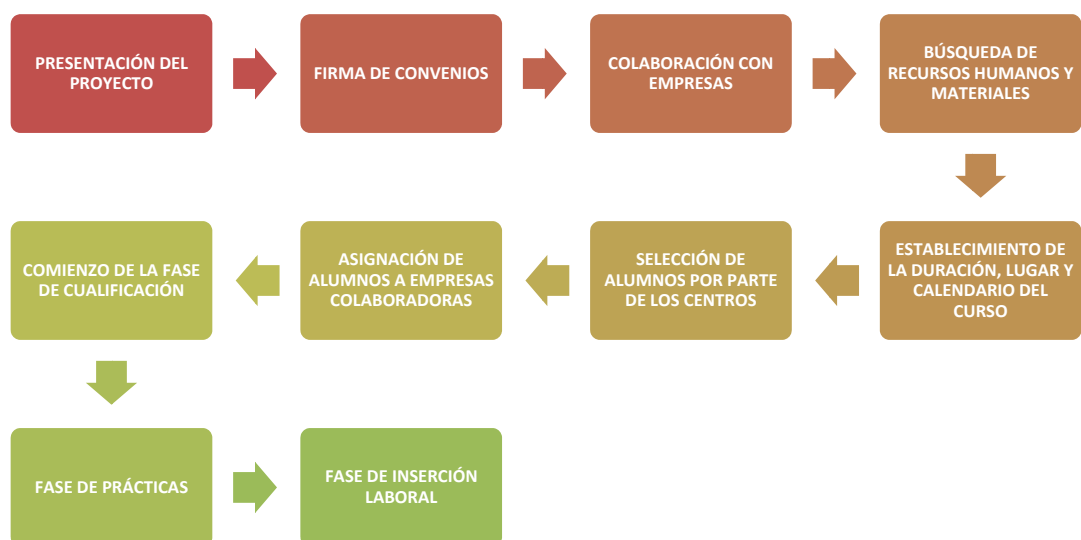 PRESENTACIÓN DEL
PROYECTO
FIRMA DE CONVENIOS
COLABORACIÓN CON
EMPRESAS
BÚSQUEDA DE
RECURSOS HUMANOS Y
MATERIALES
ESTABLECIMIENTO DE
LA DURACIÓN, LUGAR Y
CALENDARIO DEL
CURSO
SELECCIÓN DE
ALUMNOS POR PARTE
DE LOS CENTROS
ASIGNACIÓN DE
ALUMNOS A EMPRESAS
COLABORADORAS
COMIENZO DE LA FASE
DE CUALIFICACIÓN
FASE DE PRÁCTICAS
FASE DE INSERCIÓN
LABORAL